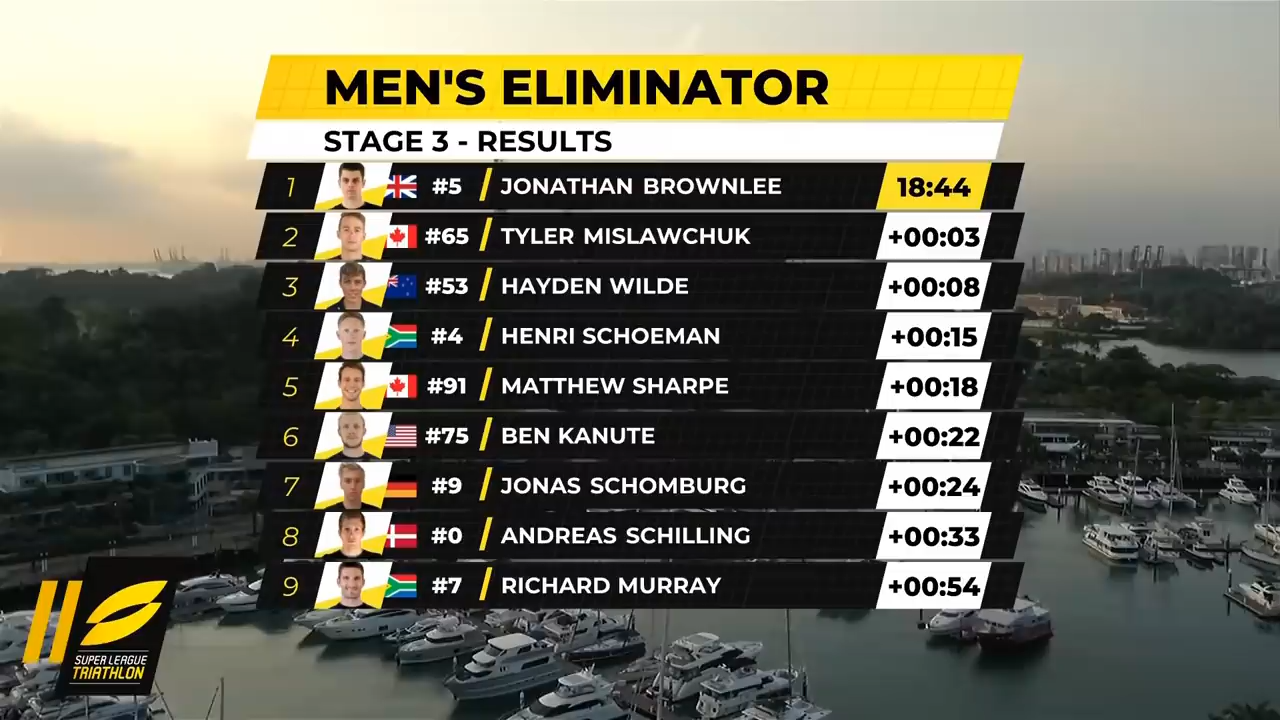 MEN'S ELIMINATOR
STAGE 3 - RESULTS
1 #5 JONATHAN BROWNLEE 18:44
2 #65 TYLER MISLAWCHUK +00:03
3 #53 HAYDEN WILDE +00:08
4 #4 HENRI SCHOEMAN +00:15
5 #91 MATTHEW SHARPE +00:18
6 #75 BEN KANUTE +00:22
7 #9 JONAS SCHOMBURG +00:24
8 #0 ANDREAS SCHILLING +00:33
9 #7 RICHARD MURRAY +00:54
SUPER LEAGUE
TRIATHLON